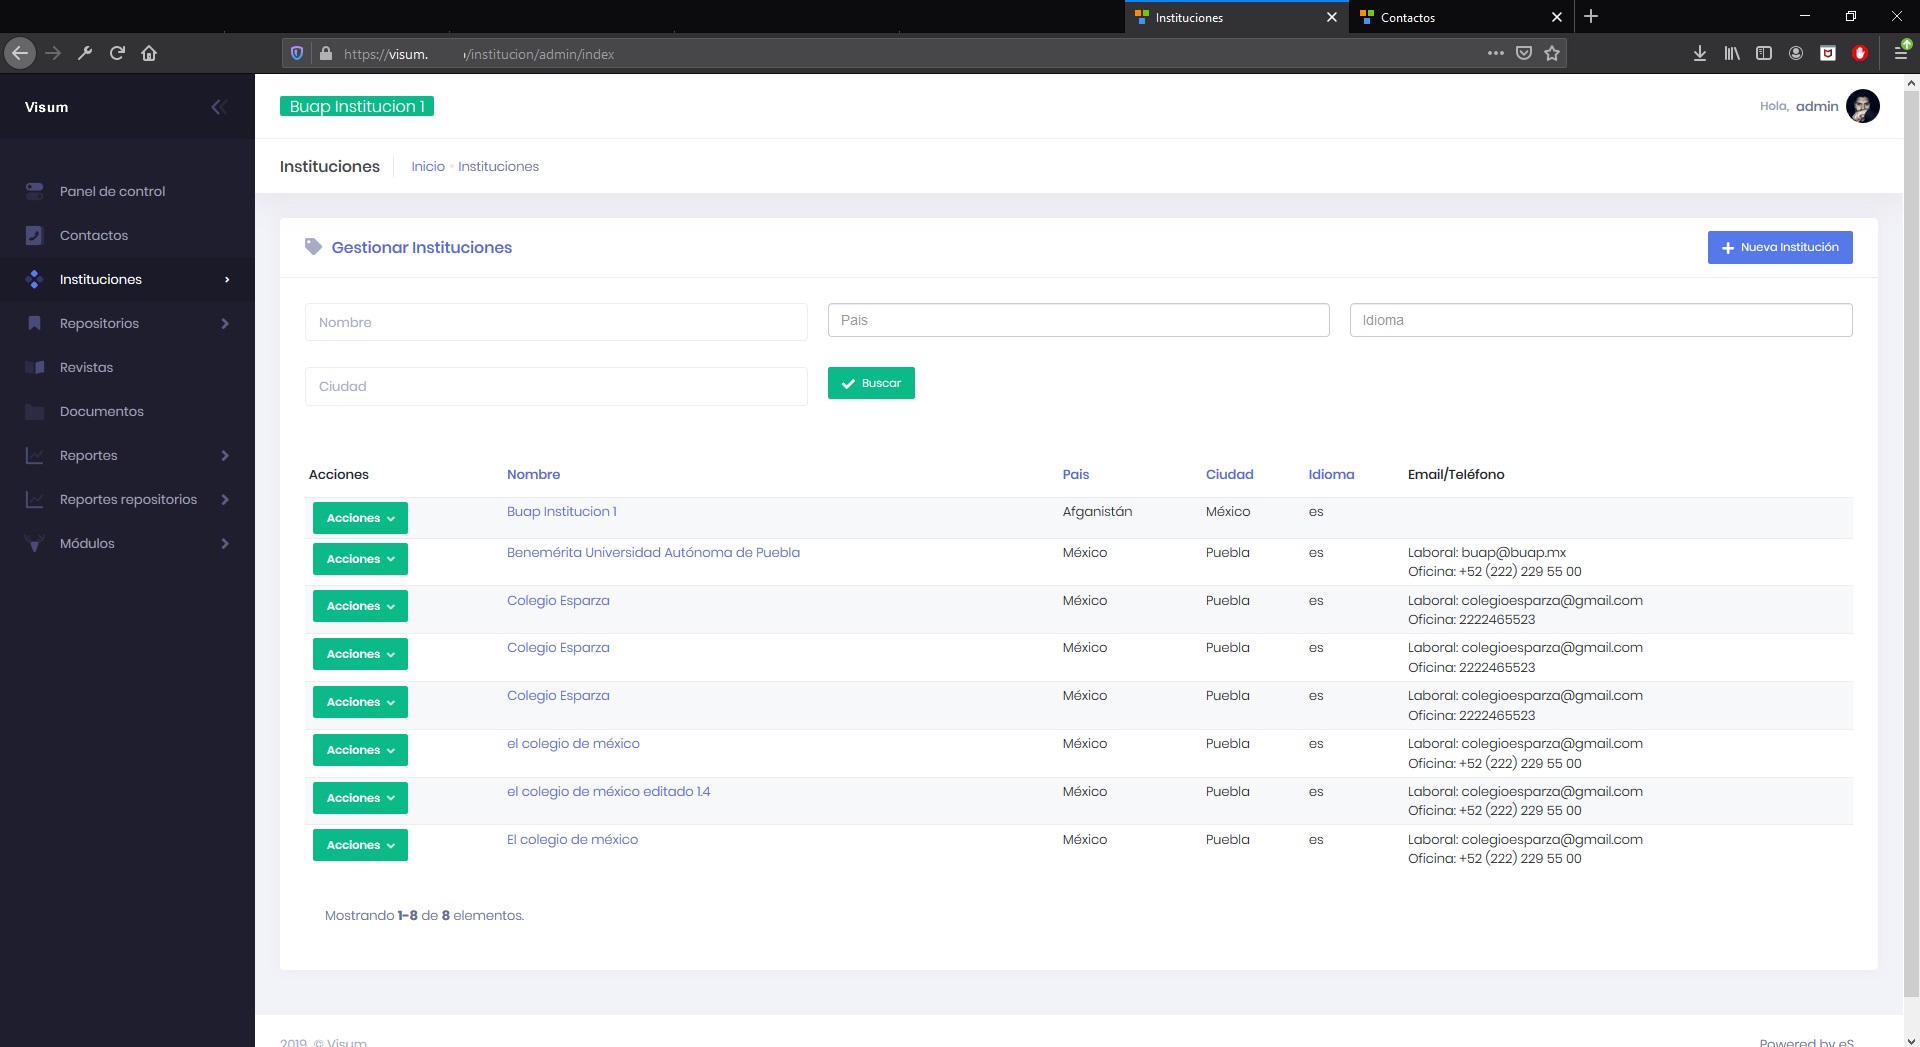 Instituciones
Contactos
https://visum. /institucion/admin/index
Visum
Buap Institucion 1
Hola, admin
Instituciones
Inicio Instituciones
Panel de control
Contactos
Instituciones
Repositorios
Revistas
Documentos
Reportes
Reportes repositorios
Módulos
Gestionar Instituciones
Nueva Institución
Nombre
Pais
Idioma
Ciudad
Buscar
Acciones Nombre Pais Ciudad Idioma Email/Teléfono
Acciones Buap Institucion 1 Afganistán México es
Acciones Benemérita Universidad Autónoma de Puebla México Puebla es Laboral: buap@buap.mx
Oficina: +52 (222) 229 55 00
Acciones Colegio Esparza México Puebla es Laboral: colegioesparza@gmail.com
Oficina: 2222465523
Acciones Colegio Esparza México Puebla es Laboral: colegioesparza@gmail.com
Oficina: 2222465523
Acciones Colegio Esparza México Puebla es Laboral: colegioesparza@gmail.com
Oficina: 2222465523
Acciones el colegio de méxico México Puebla es Laboral: colegioesparza@gmail.com
Oficina: +52 (222) 229 55 00
Acciones el colegio de méxico editado 1.4 México Puebla es Laboral: colegioesparza@gmail.com
Oficina: +52 (222) 229 55 00
Acciones El colegio de méxico México Puebla es Laboral: colegioesparza@gmail.com
Oficina: +52 (222) 229 55 00
Mostrando 1-8 de 8 elementos.
2019 © Visum
Powered by eS